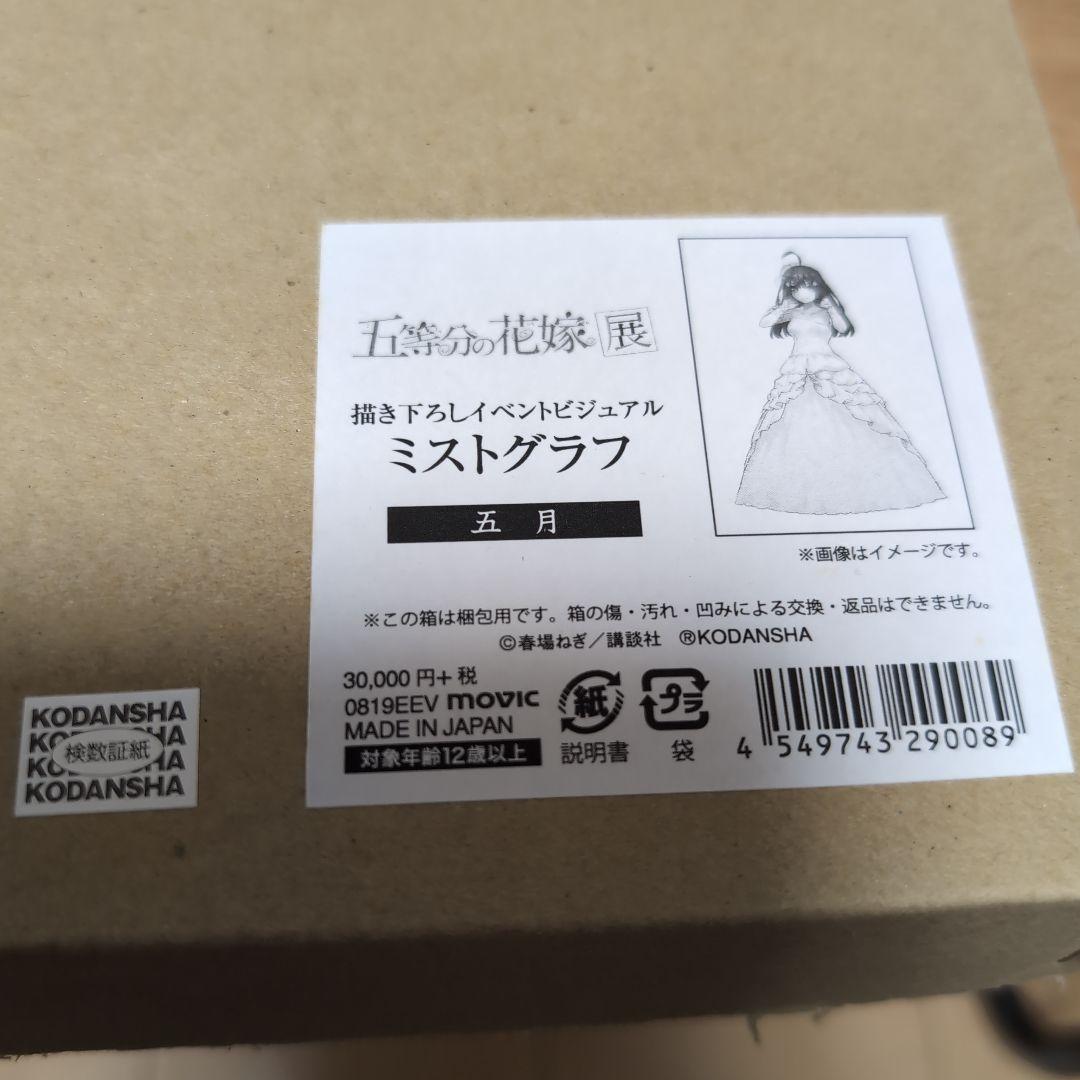 五等分の花嫁 展
描き下ろしイベントビジュアル
ミストグラフ
五 月
※画像はイメージです。
※この箱は梱包用です。箱の傷・汚れ・凹みによる交換・返品はできません。
©春場ねぎ／講談社 ®KODANSHA
30,000 円+ 税
0819EEV movic
MADE IN JAPAN
対象年齢12歳以上
紙
説明書
プラ
袋
4 549743 290089
KODANSHA
検数証紙
KODANSHA